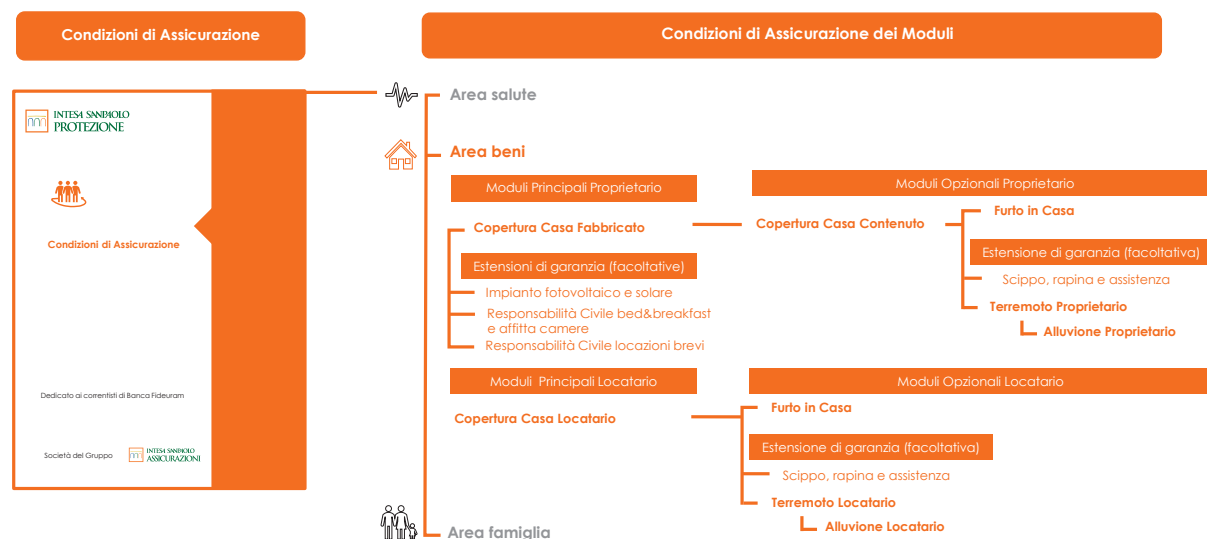 Condizioni di Assicurazione
Condizioni di Assicurazione dei Moduli
INTESA SANPAOLO
PROTEZIONE
Condizioni di Assicurazione
Dedicato ai correntisti di Banca Fideuram
Società del Gruppo
INTESA SANPAOLO
ASSICURAZIONI
Area salute
Area beni
Moduli Principali Proprietario
Moduli Opzionali Proprietario
Copertura Casa Fabbricato
Copertura Casa Contenuto
Furto in Casa
Estensioni di garanzia (facoltative)
Estensione di garanzia (facoltativa)
Impianto fotovoltaico e solare
Scippo, rapina e assistenza
Responsabilità Civile bed&breakfast
e affitta camere
Terremoto Proprietario
Alluvione Proprietario
Responsabilità Civile locazioni brevi
Moduli Principali Locatario
Moduli Opzionali Locatario
Copertura Casa Locatario
Furto in Casa
Estensione di garanzia (facoltativa)
Scippo, rapina e assistenza
Terremoto Locatario
Alluvione Locatario
Area famiglia